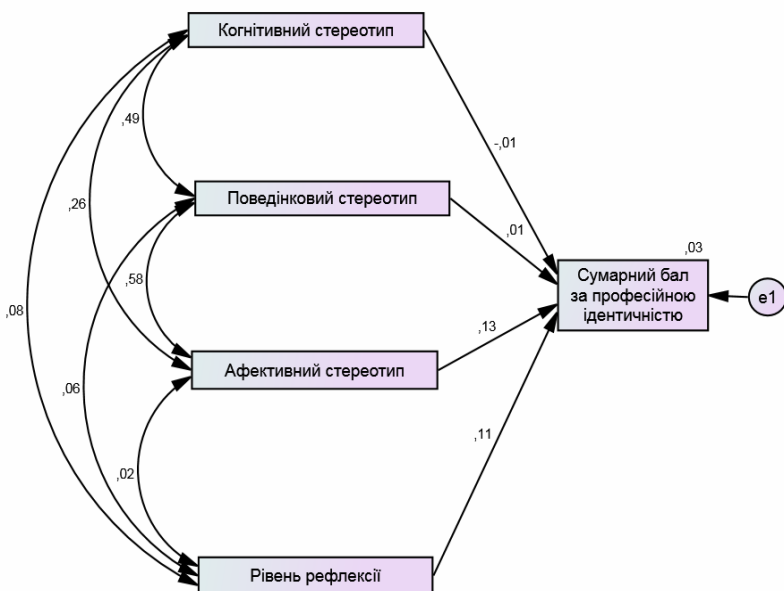 Когнітивний стереотип
,49
-,01
Поведінковий стереотип
,26
,01
,03
Сумарний бал
за професійною
ідентичністю
e1
,58
,08
,13
Афективний стереотип
,06
,11
,02
Рівень рефлексії